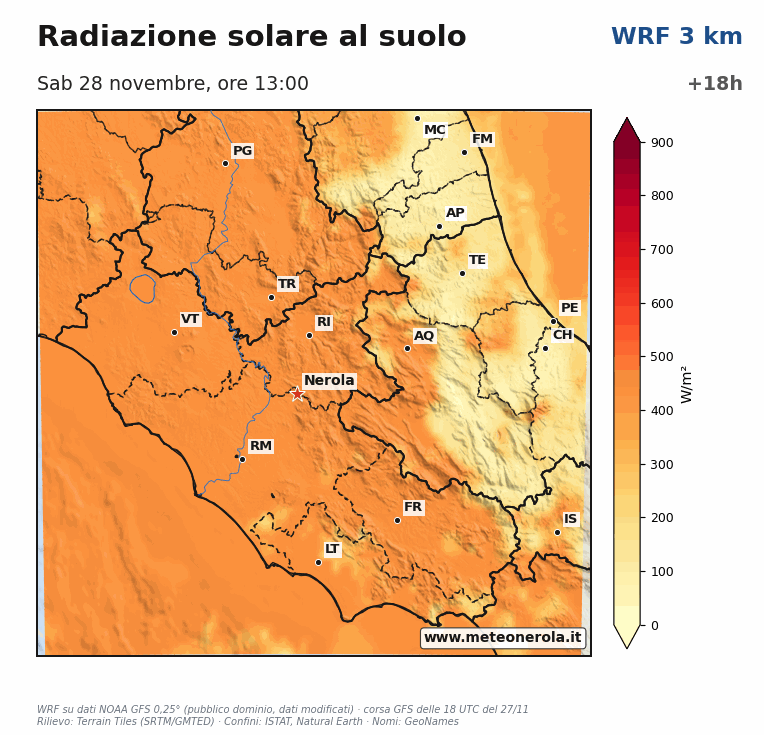 Radiazione solare al suolo
WRF 3 km
Sab 28 novembre, ore 13:00
+18h
MC
FM
PG
AP
TE
TR
PE
VT
RI
AQ
CH
Nerola
RM
FR
IS
LT
www.meteonerola.it
900
800
700
600
500
400
300
200
100
0
W/m²
WRF su dati NOAA GFS 0,25° (pubblico dominio, dati modificati) · corsa GFS delle 18 UTC del 27/11
Rilievo: Terrain Tiles (SRTM/GMTED) · Confini: ISTAT, Natural Earth · Nomi: GeoNames